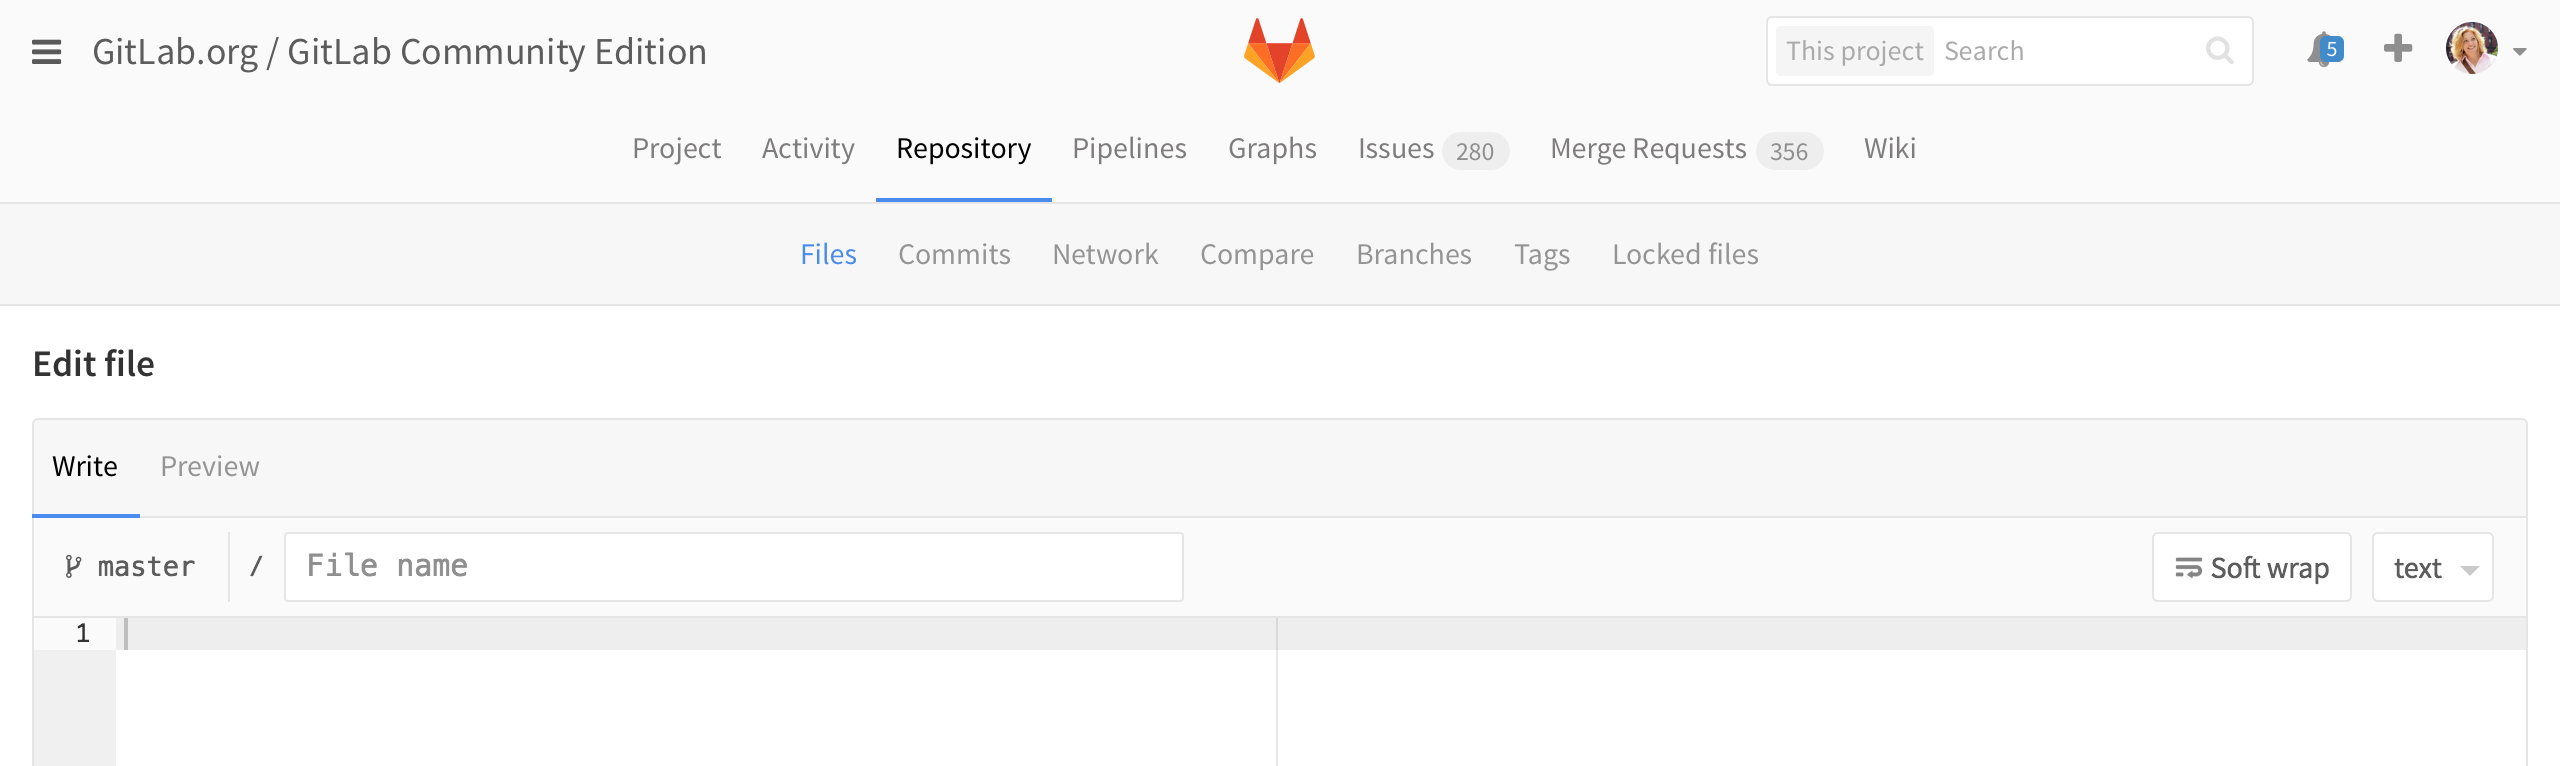 GitLab.org / GitLab Community Edition
This project Search
5
Project Activity Repository Pipelines Graphs Issues 280 Merge Requests 356 Wiki
Files Commits Network Compare Branches Tags Locked files
Edit file
Write Preview
master / File name Soft wrap text
1